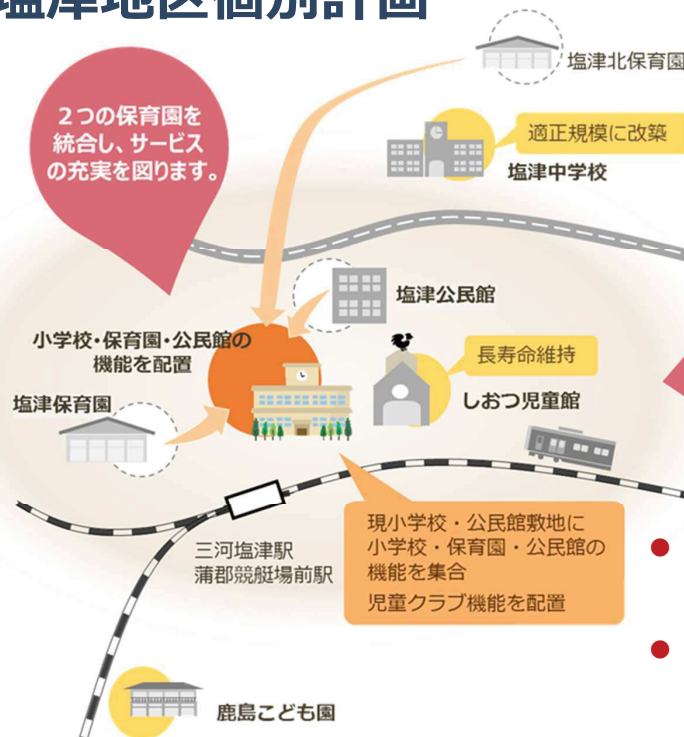 塩津地区個別計画
塩津北保育園
2つの保育園を
統合し、サービス
の充実を図ります。
適正規模に改築
塩津中学校
塩津公民館
小学校・保育園・公民館の
機能を配置
長寿命維持
塩津保育園
しおつ児童館
現小学校・公民館敷地に
小学校・保育園・公民館の
機能を集合
児童クラブ機能を配置
三河塩津駅
蒲郡競艇場前駅
鹿島こども園